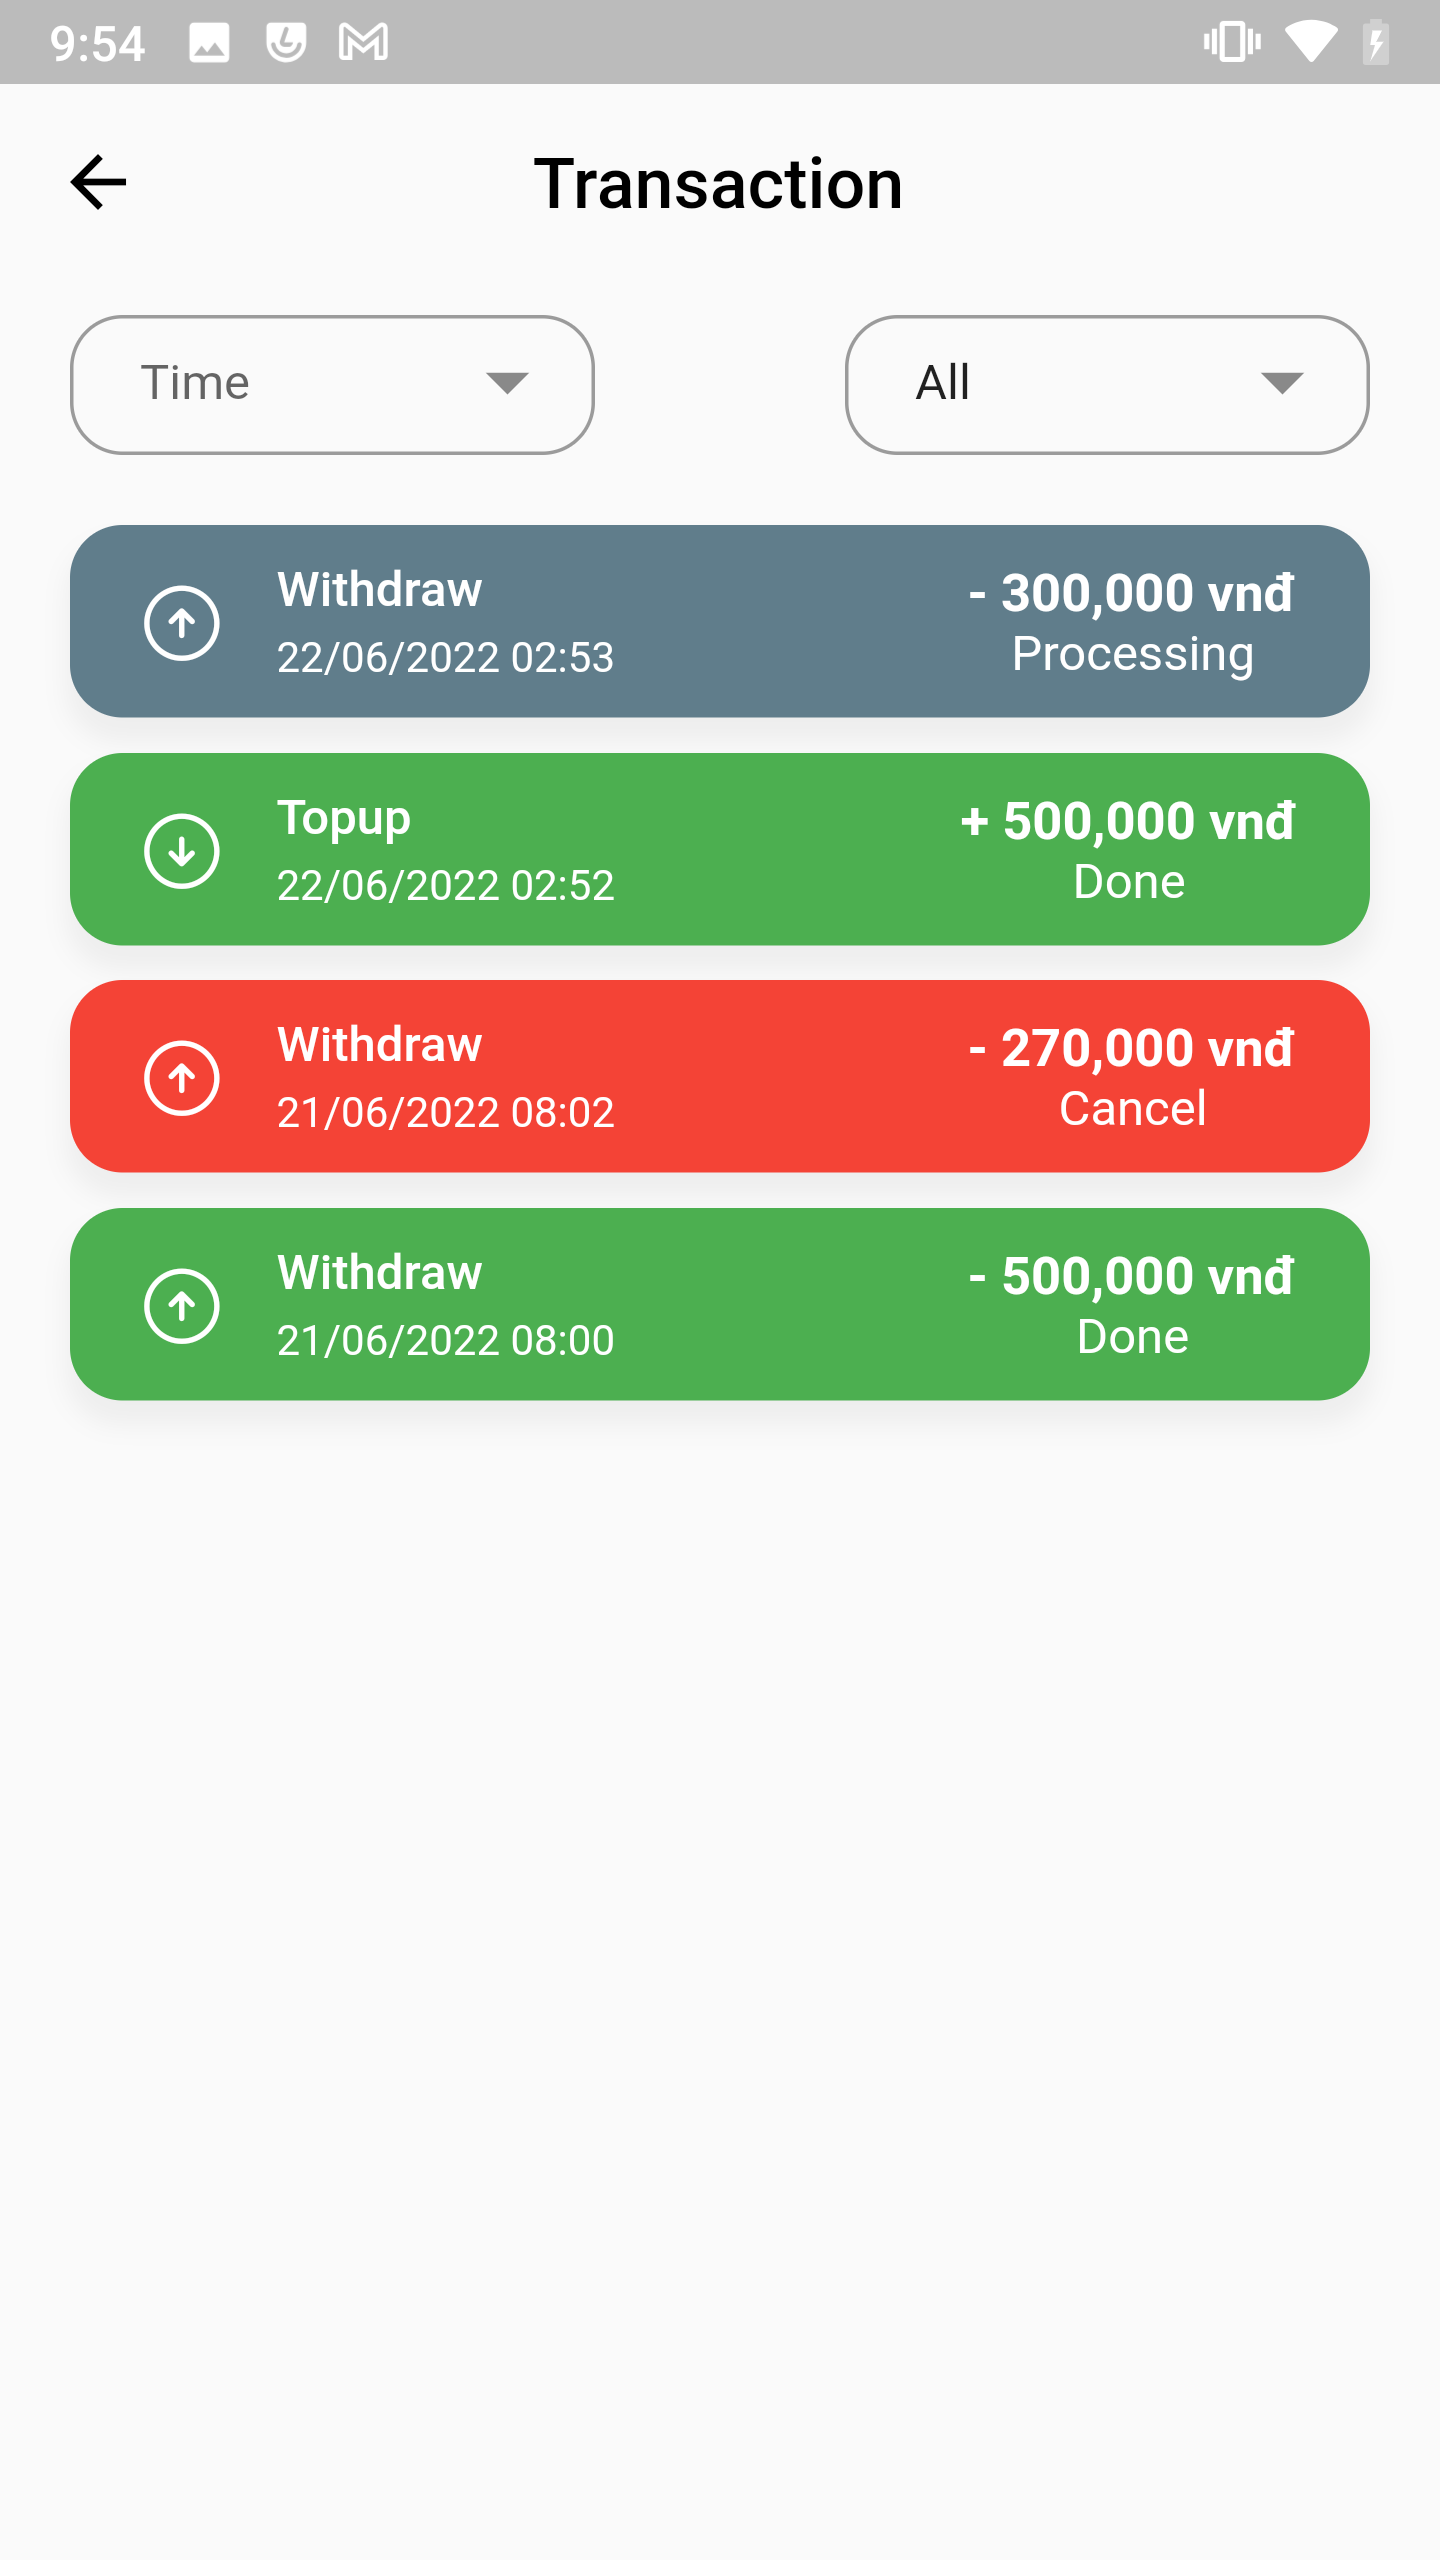 9:54
Transaction
Time
All
Withdraw
- 300,000 vnđ
22/06/2022 02:53
Processing
Topup
+ 500,000 vnđ
22/06/2022 02:52
Done
Withdraw
- 270,000 vnđ
21/06/2022 08:02
Cancel
Withdraw
- 500,000 vnđ
21/06/2022 08:00
Done